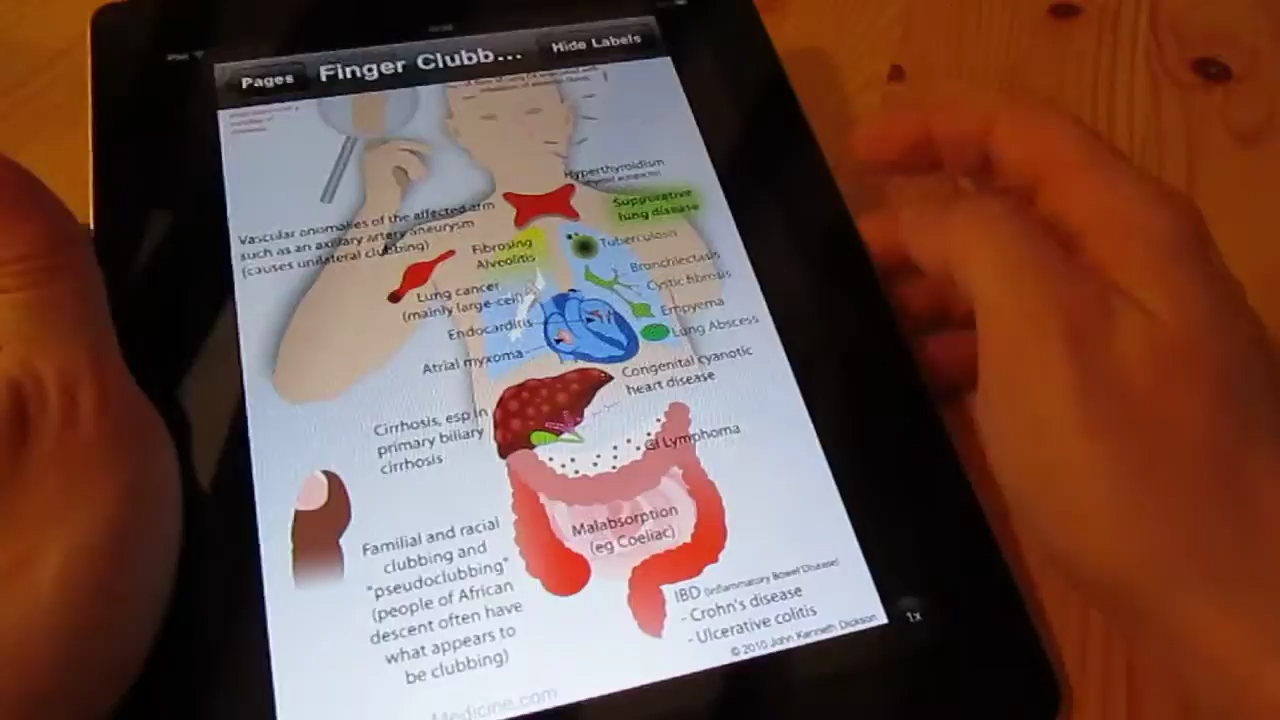 Pages
Finger Clubb...
Hide Labels
Hyperthyroidism
Vascular anomalies of the affected arm
such as an axillary artery aneurysm
(causes unilateral clubbing)
Suppurative
lung disease
Fibrosing
Alveolitis
Tuberculosis
Bronchiectasis
Cystic fibrosis
Lung cancer
(mainly large-cell)
Empyema
Endocarditis
Lung Abscess
Atrial myxoma
Congenital cyanotic
heart disease
Cirrhosis, esp in
primary biliary
cirrhosis
GI Lymphoma
Malabsorption
(eg Coeliac)
Familial and racial
clubbing and
"pseudoclubbing"
(people of African
descent often have
what appears to
be clubbing)
IBD (Inflammatory Bowel Disease)
- Crohn's disease
- Ulcerative colitis
© 2010 John Kenneth Dickson
Medicine.com
1x